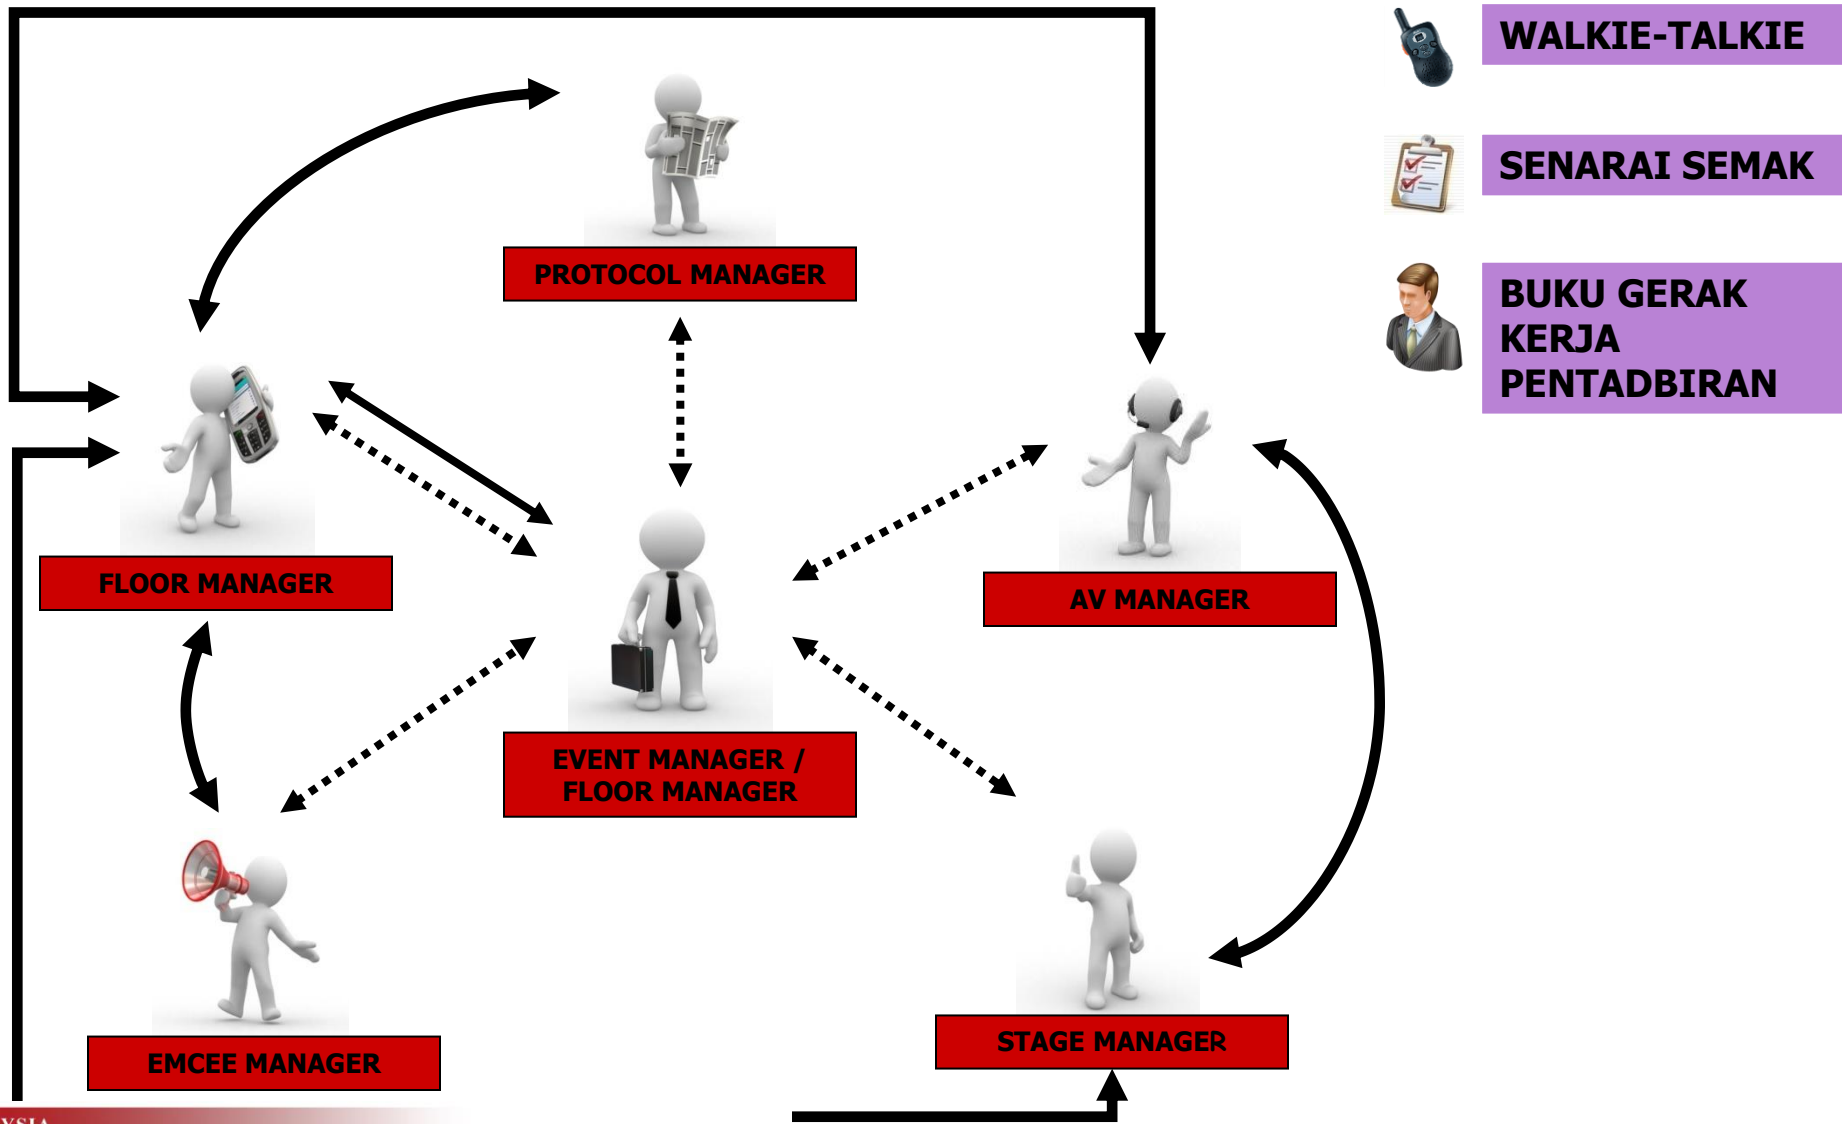 WALKIE-TALKIE
SENARAI SEMAK
BUKU GERAK
KERJA
PENTADBIRAN
PROTOCOL MANAGER
FLOOR MANAGER
AV MANAGER
EVENT MANAGER /
FLOOR MANAGER
STAGE MANAGER
EMCEE MANAGER